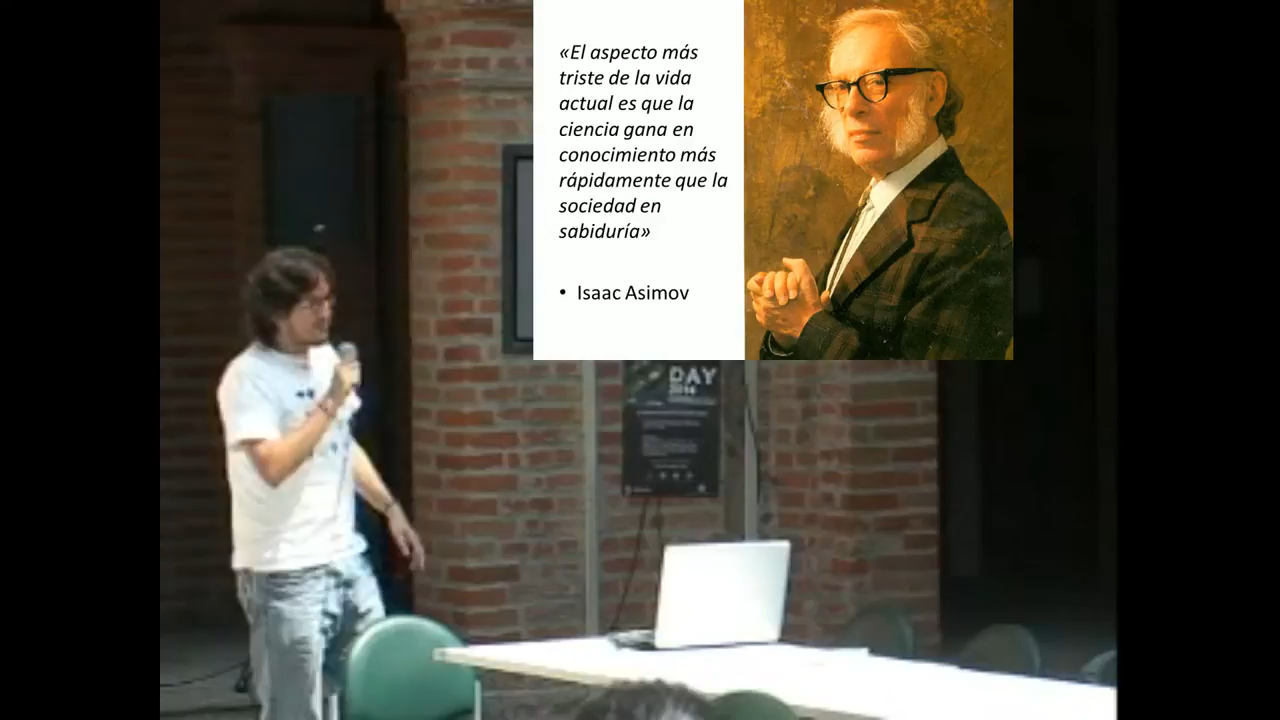 «El aspecto más
triste de la vida
actual es que la
ciencia gana en
conocimiento más
rápidamente que la
sociedad en
sabiduría»
• Isaac Asimov
DAY
2014